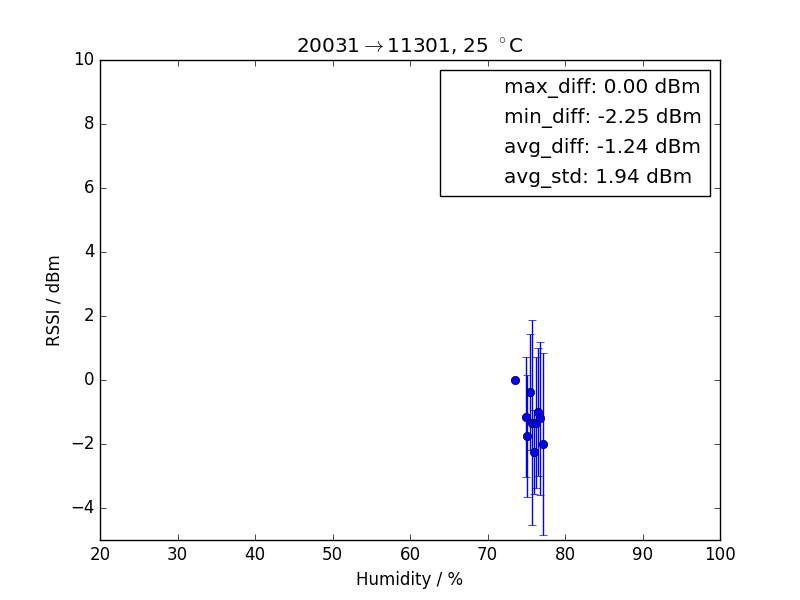 20031→11301, 25 °C
max_diff: 0.00 dBm
min_diff: -2.25 dBm
avg_diff: -1.24 dBm
avg_std: 1.94 dBm
RSSI / dBm
10
8
6
4
2
0
−2
−4
20 30 40 50 60 70 80 90 100
Humidity / %